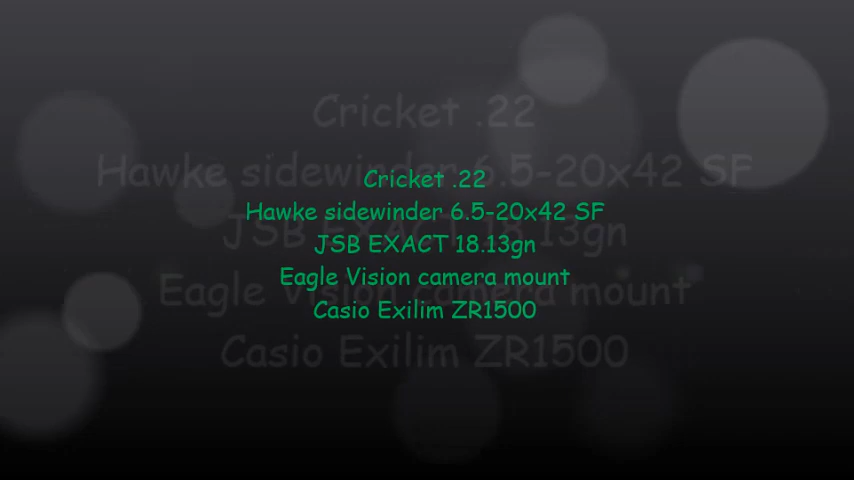 Cricket .22
Hawke sidewinder 6.5-20x42 SF
JSB EXACT 18.13gn
Eagle Vision camera mount
Casio Exilim ZR1500